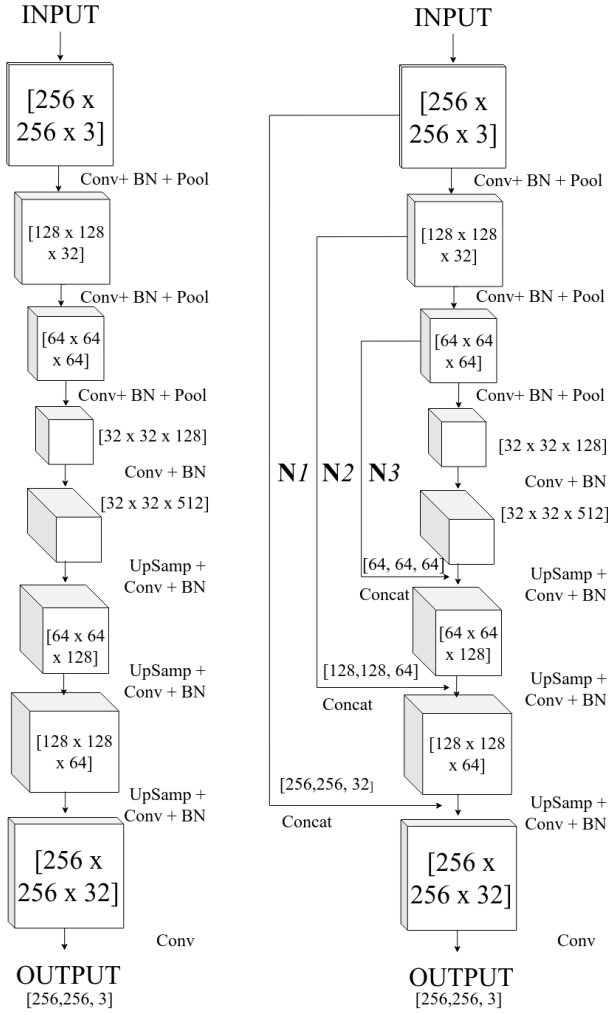 INPUT
[256 x
256 x 3]
Conv+ BN + Pool
[128 x 128
x 32]
Conv+ BN + Pool
[64 x 64
x 64]
Conv+ BN + Pool
[32 x 32 x 128]
Conv + BN
[32 x 32 x 512]
UpSamp +
Conv + BN
[64 x 64
x 128]
UpSamp +
Conv + BN
[128 x 128
x 64]
UpSamp +
Conv + BN
[256 x
256 x 32]
Conv
OUTPUT
[256,256, 3]
INPUT
[256 x
256 x 3]
Conv+ BN + Pool
[128 x 128
x 32]
Conv+ BN + Pool
[64 x 64
x 64]
Conv+ BN + Pool
[32 x 32 x 128]
N1 N2 N3
Conv + BN
[32 x 32 x 512]
[64, 64, 64]
UpSamp +
Conv + BN
Concat
[64 x 64
x 128]
[128,128, 64]
UpSamp +
Conv + BN
Concat
[128 x 128
x 64]
[256,256, 32]
UpSamp +
Conv + BN
Concat
[256 x
256 x 32]
Conv
OUTPUT
[256,256, 3]